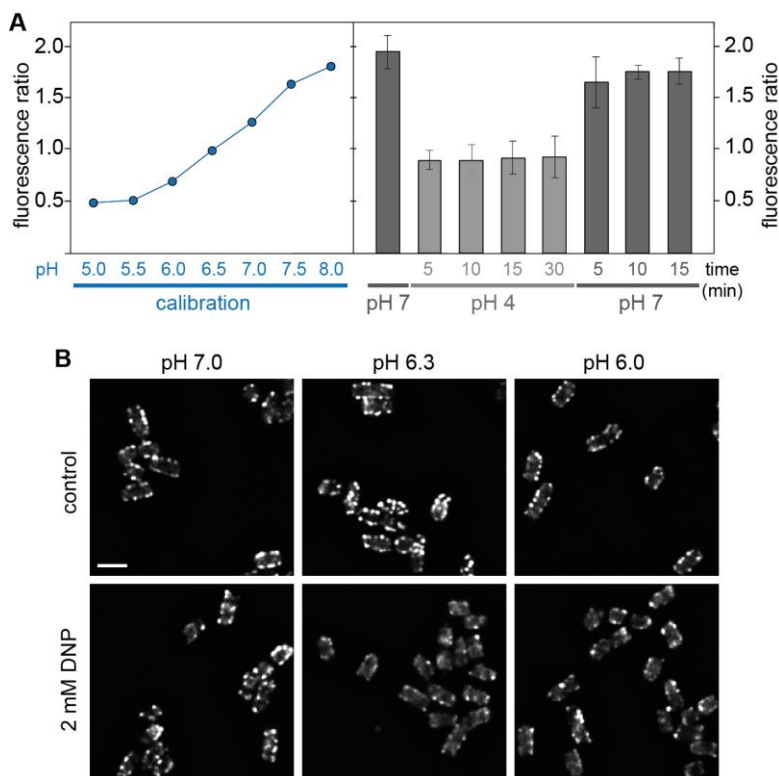 A
fluorescence ratio
2.0
1.5
1.0
0.5
pH 5.0 5.5 6.0 6.5 7.0 7.5 8.0
calibration
2.0
1.5
1.0
0.5
fluorescence ratio
5 10 15 30 5 10 15 time
(min)
pH 7 pH 4 pH 7
B
pH 7.0 pH 6.3 pH 6.0
control
2 mM DNP